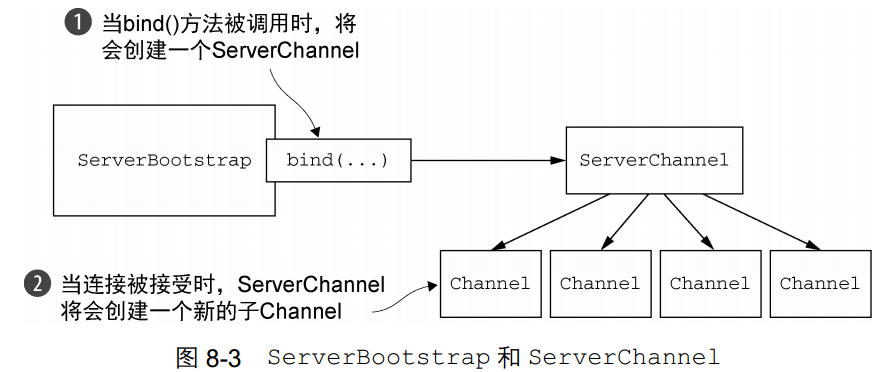 1 当bind()方法被调用时，将
会创建一个ServerChannel
ServerBootstrap
bind(...)
ServerChannel
Channel Channel Channel Channel
2 当连接被接受时，ServerChannel
将会创建一个新的子Channel
图 8-3 ServerBootstrap 和 ServerChannel